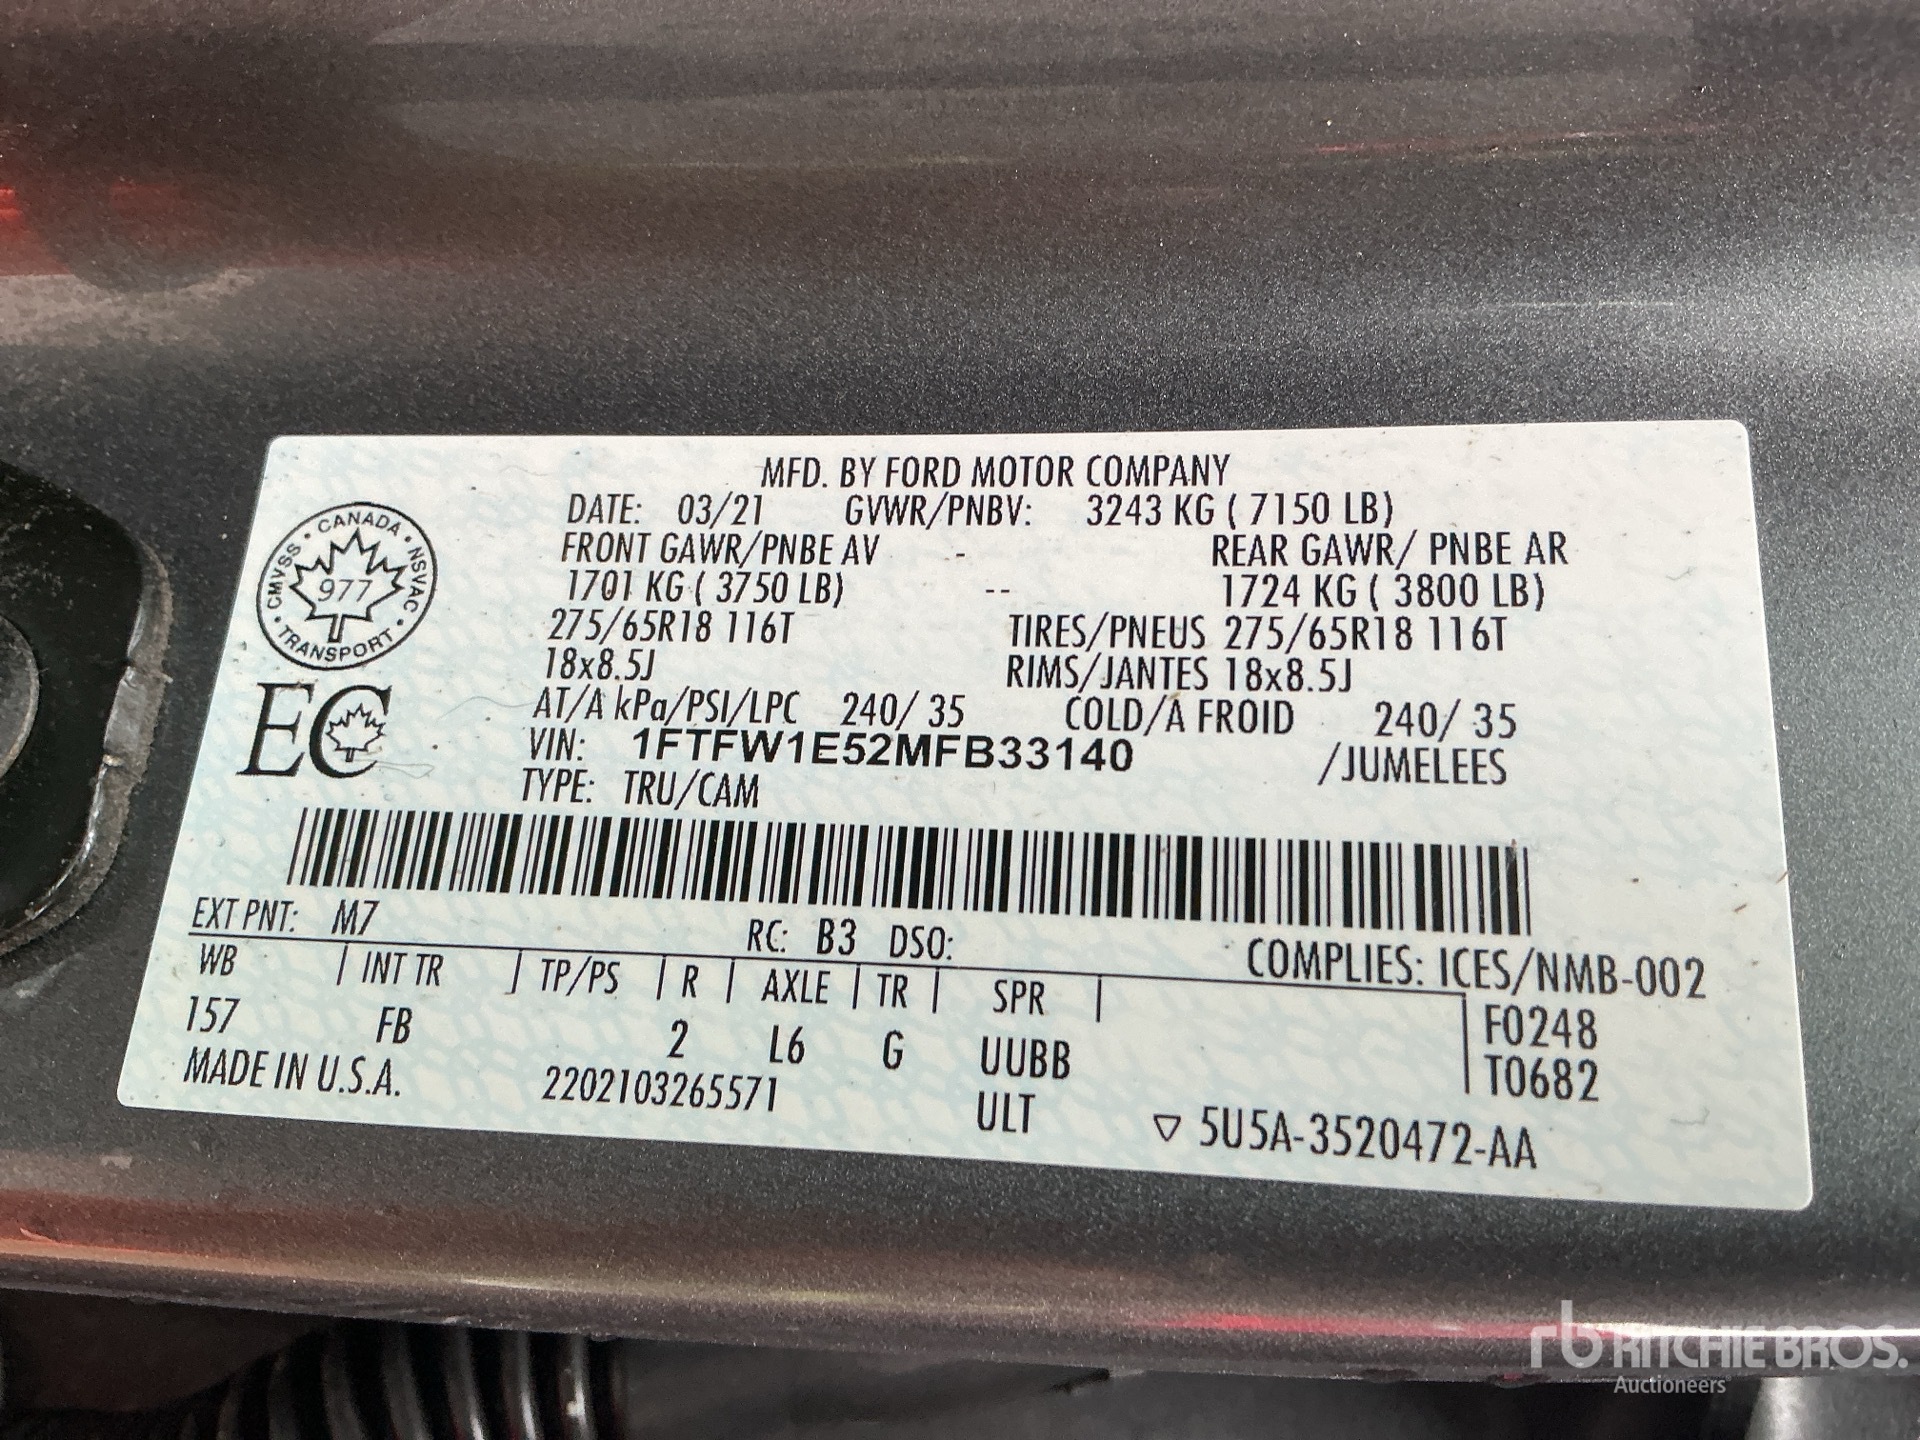 MFD. BY FORD MOTOR COMPANY
DATE: 03/21 GVWR/PNBV: 3243 KG ( 7150 LB)
FRONT GAWR/PNBE AV - REAR GAWR/ PNBE AR
1701 KG ( 3750 LB) -- 1724 KG ( 3800 LB)
275/65R18 116T TIRES/PNEUS 275/65R18 116T
18x8.5J RIMS/JANTES 18x8.5J
AT/A kPa/PSI/LPC 240/ 35 COLD/À FROID 240/ 35
VIN: 1FTFW1E52MFB33140 /JUMELEES
TYPE: TRU/CAM
CANADA · NSVAC · TRANSPORT · CMVSS ·
977
EC
EXT PNT: M7 RC: B3 DSO: COMPLIES: ICES/NMB-002
WB | INT TR | TP/PS | R | AXLE | TR | SPR |
157 FB 2 L6 G UUBB F0248
T0682
MADE IN U.S.A. 2202103265571 ULT ▽ 5U5A-3520472-AA
rb RITCHIE BROS.
Auctioneers